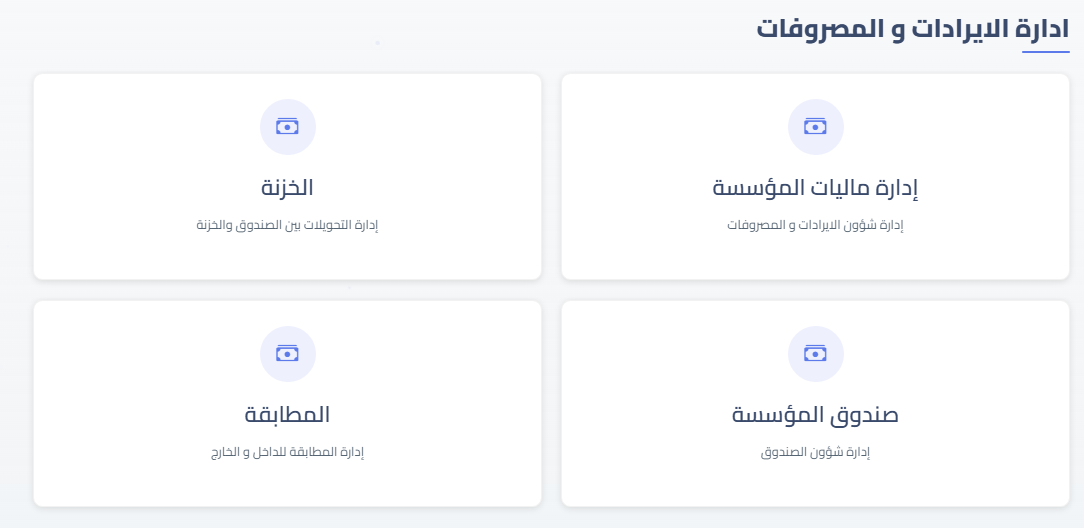 ادارة الايرادات و المصروفات
إدارة ماليات المؤسسة
إدارة شؤون الايرادات و المصروفات
الخزنة
إدارة التحويلات بين الصندوق والخزنة
صندوق المؤسسة
إدارة شؤون الصندوق
المطابقة
إدارة المطابقة للداخل و الخارج